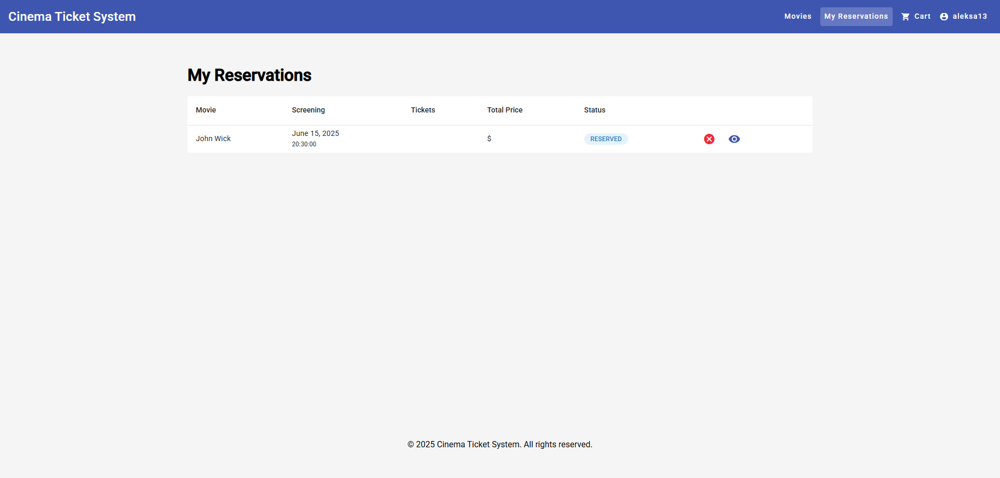 Cinema Ticket System
Movies My Reservations Cart aleksa13
My Reservations
Movie Screening Tickets Total Price Status
John Wick June 15, 2025 $ RESERVED
20:30:00
© 2025 Cinema Ticket System. All rights reserved.